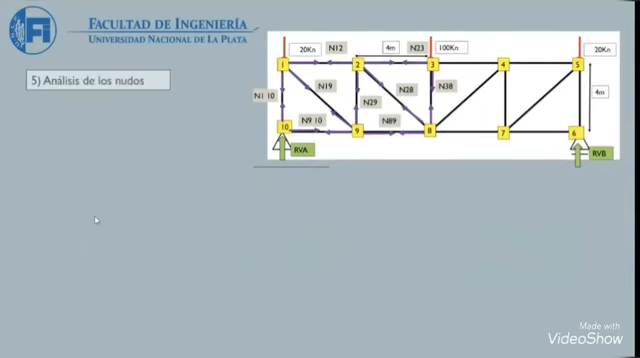 FACULTAD DE INGENIERÍA
UNIVERSIDAD NACIONAL DE LA PLATA
5) Análisis de los nudos
20Kn N12 4m N23 100Kn 20Kn
1 2 3 4 5
N1 10 N19 N29 N28 N38 4m
N9 10 N89
10 9 8 7 6
RVA RVB
Made with
VideoShow